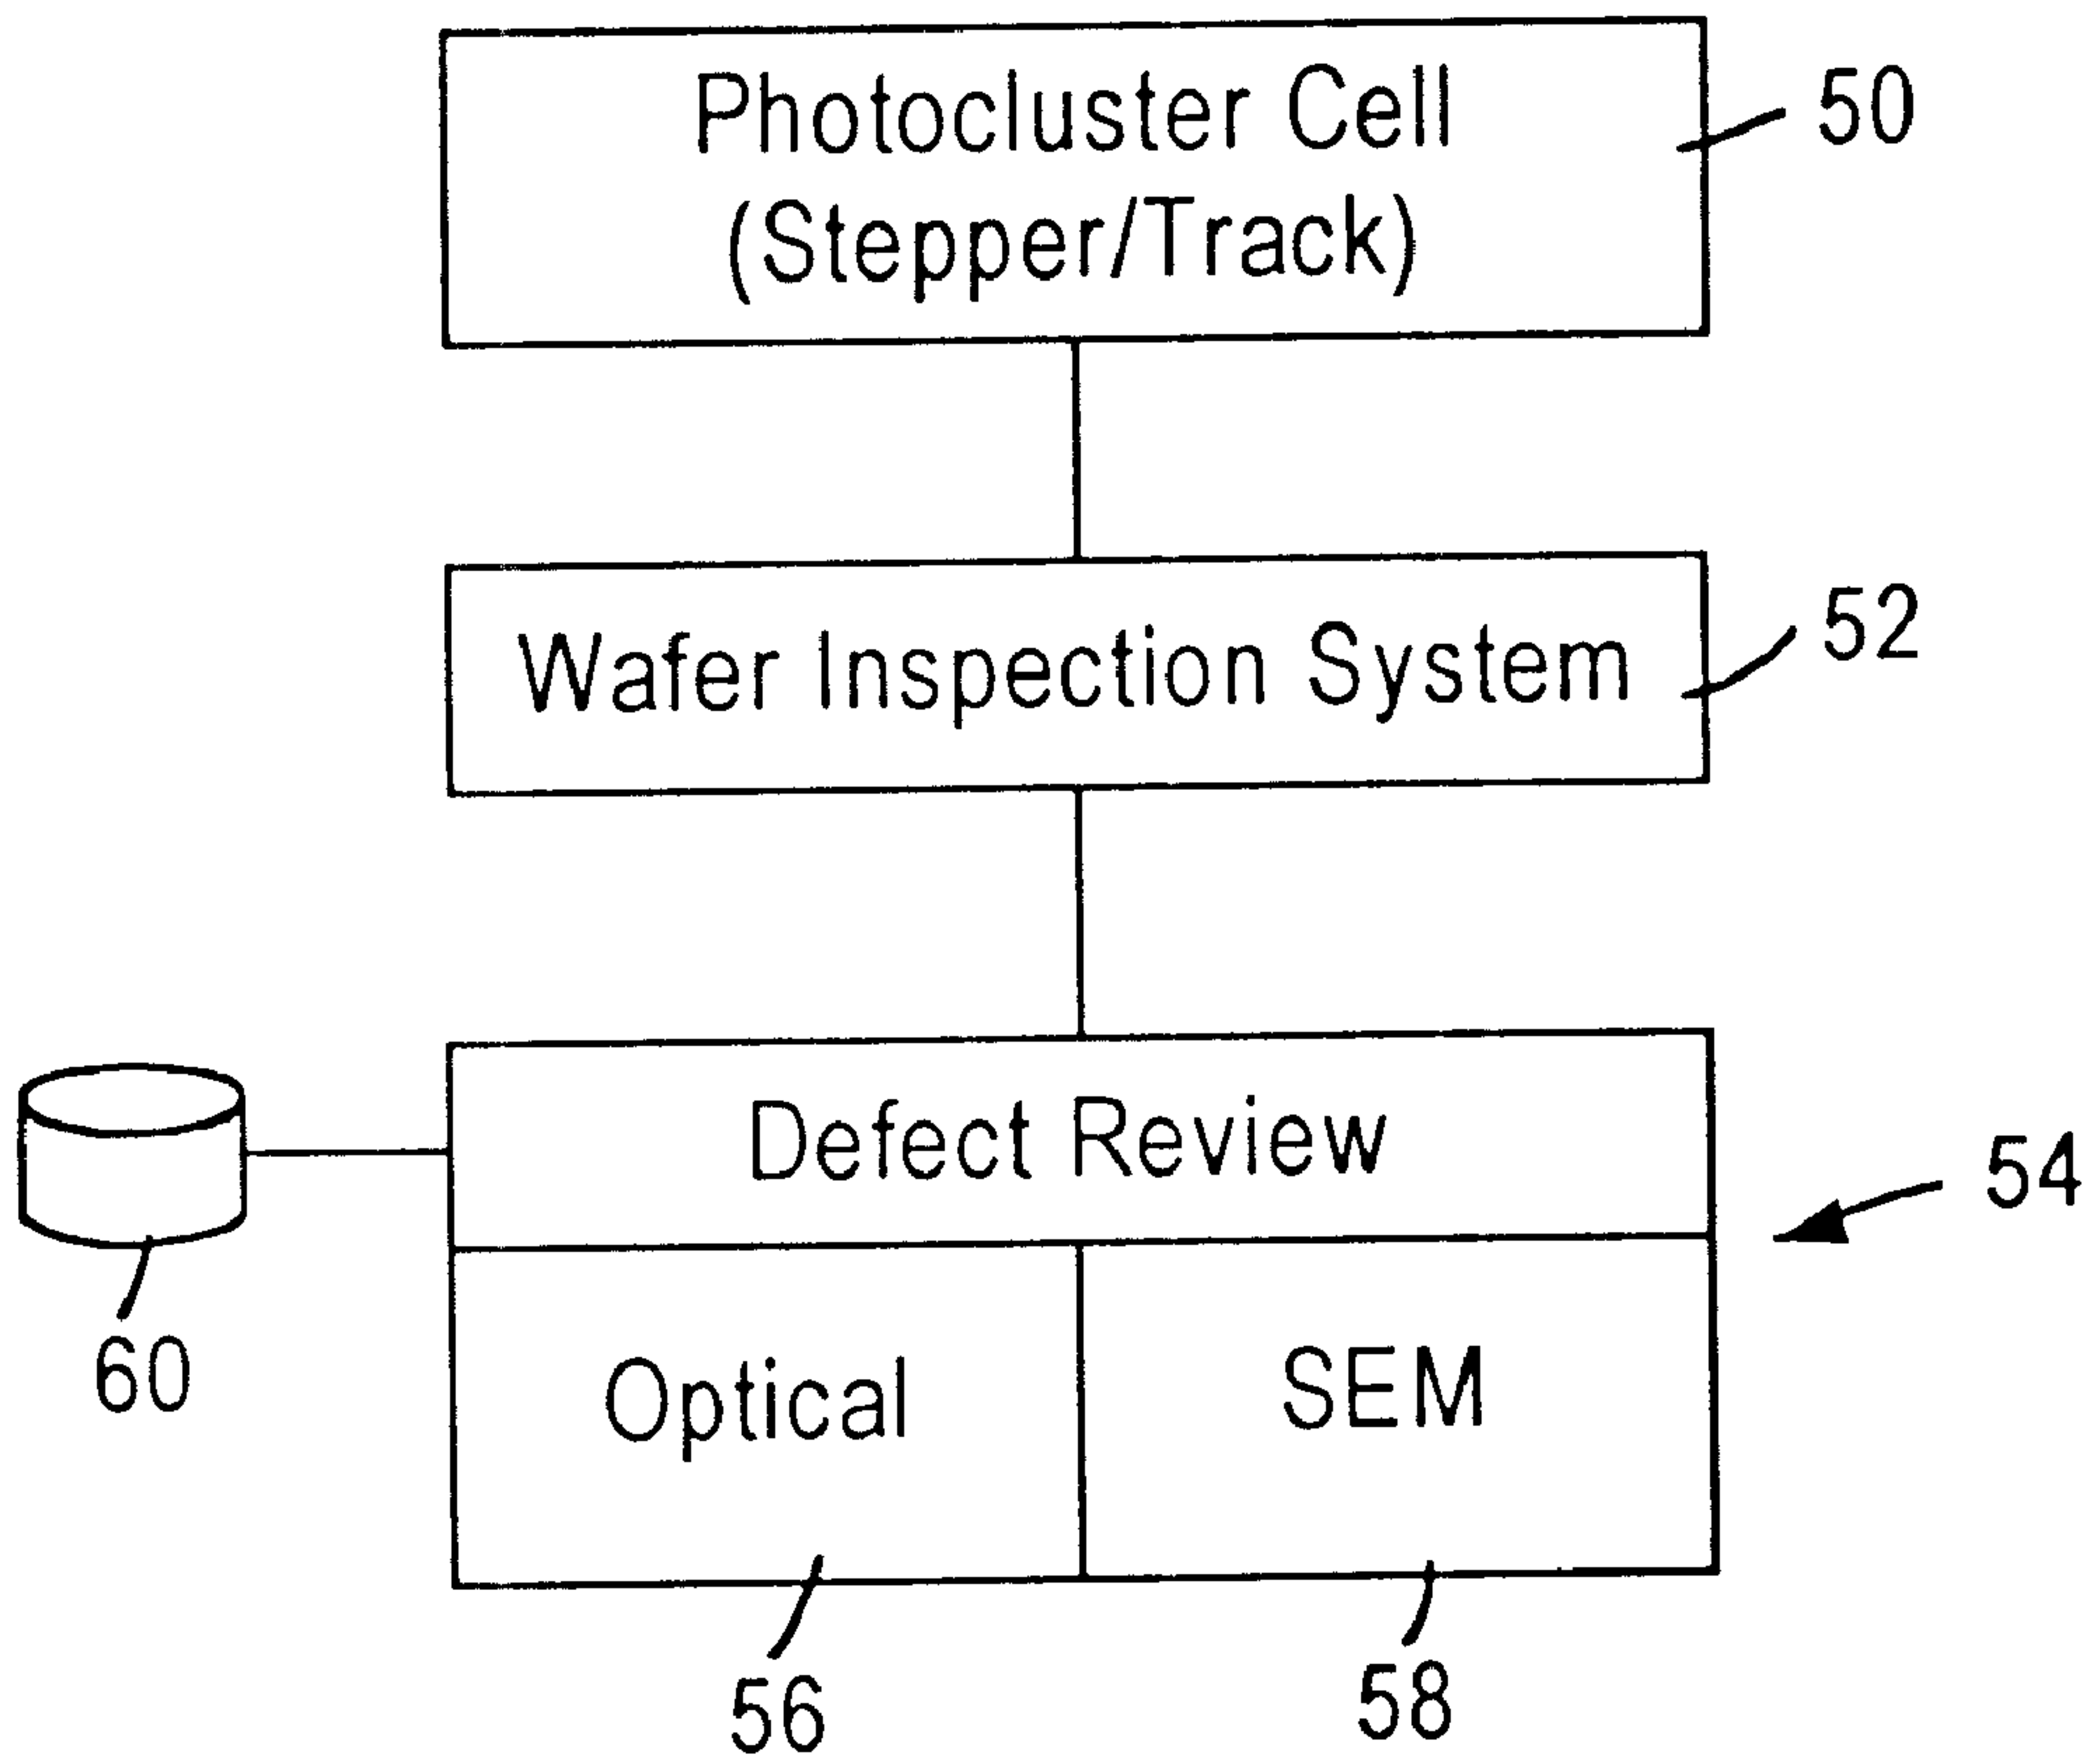 Photocluster Cell
(Stepper/Track)
50
Wafer Inspection System
52
Defect Review
54
60
Optical
SEM
56
58